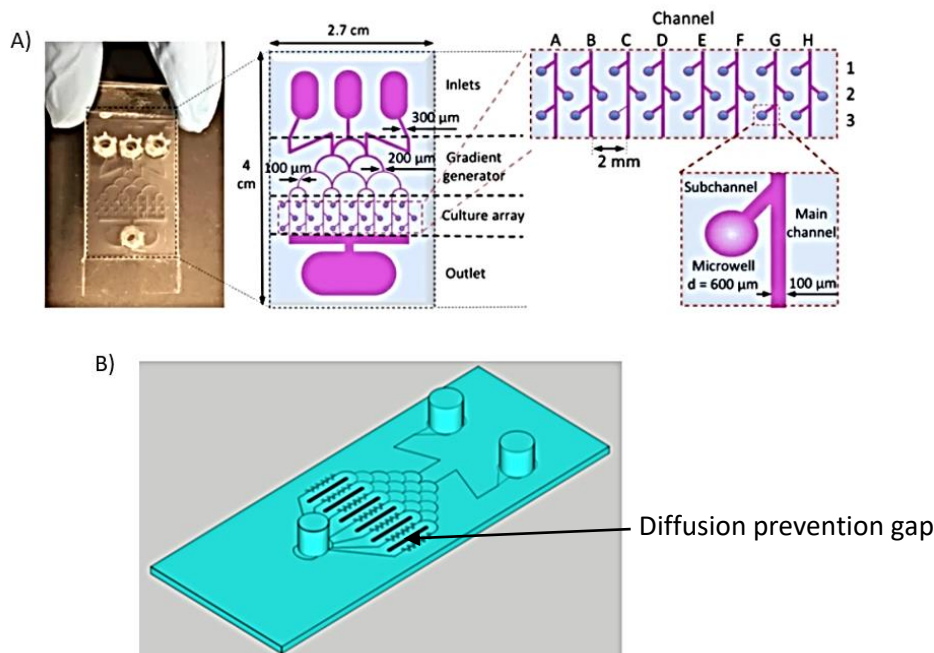 A)
2.7 cm
4 cm
Inlets
300 µm
Gradient generator
100 µm
200 µm
Culture array
Outlet
Channel
A B C D E F G H
1
2
3
2 mm
Subchannel
Main channel
Microwell
d = 600 µm
100 µm
B)
Diffusion prevention gap